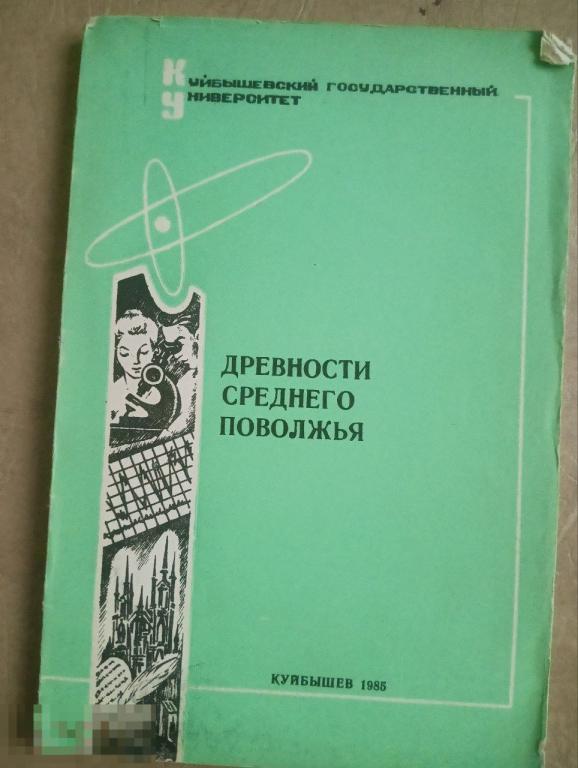 КУЙБЫШЕВСКИЙ ГОСУДАРСТВЕННЫЙ
УНИВЕРСИТЕТ
ДРЕВНОСТИ
СРЕДНЕГО
ПОВОЛЖЬЯ
КУЙБЫШЕВ 1985